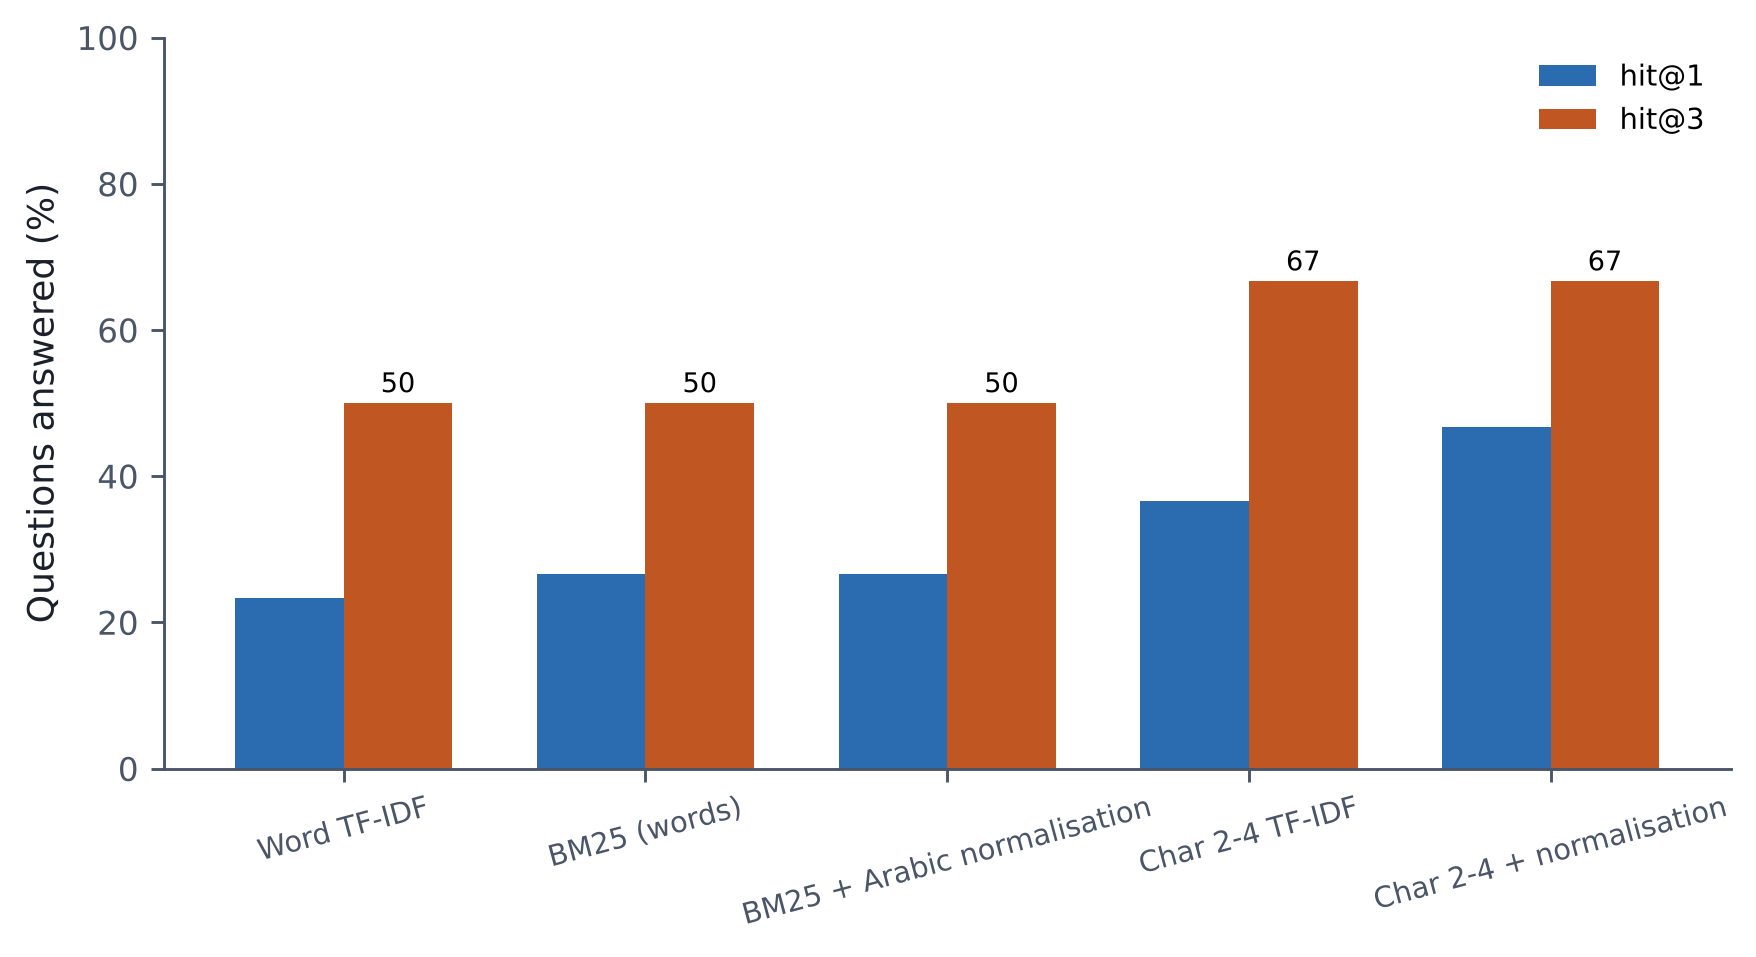 Questions answered (%)
100
80
60
40
20
0
hit@1
hit@3
50
50
50
67
67
Word TF-IDF
BM25 (words)
BM25 + Arabic normalisation
Char 2-4 TF-IDF
Char 2-4 + normalisation